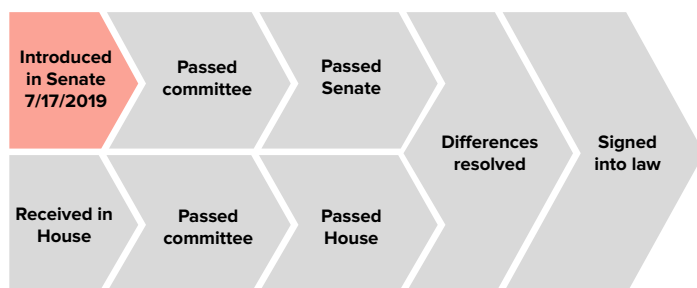 Introduced
in Senate
7/17/2019
Passed
committee
Passed
Senate
Differences
resolved
Signed
into law
Received in
House
Passed
committee
Passed
House